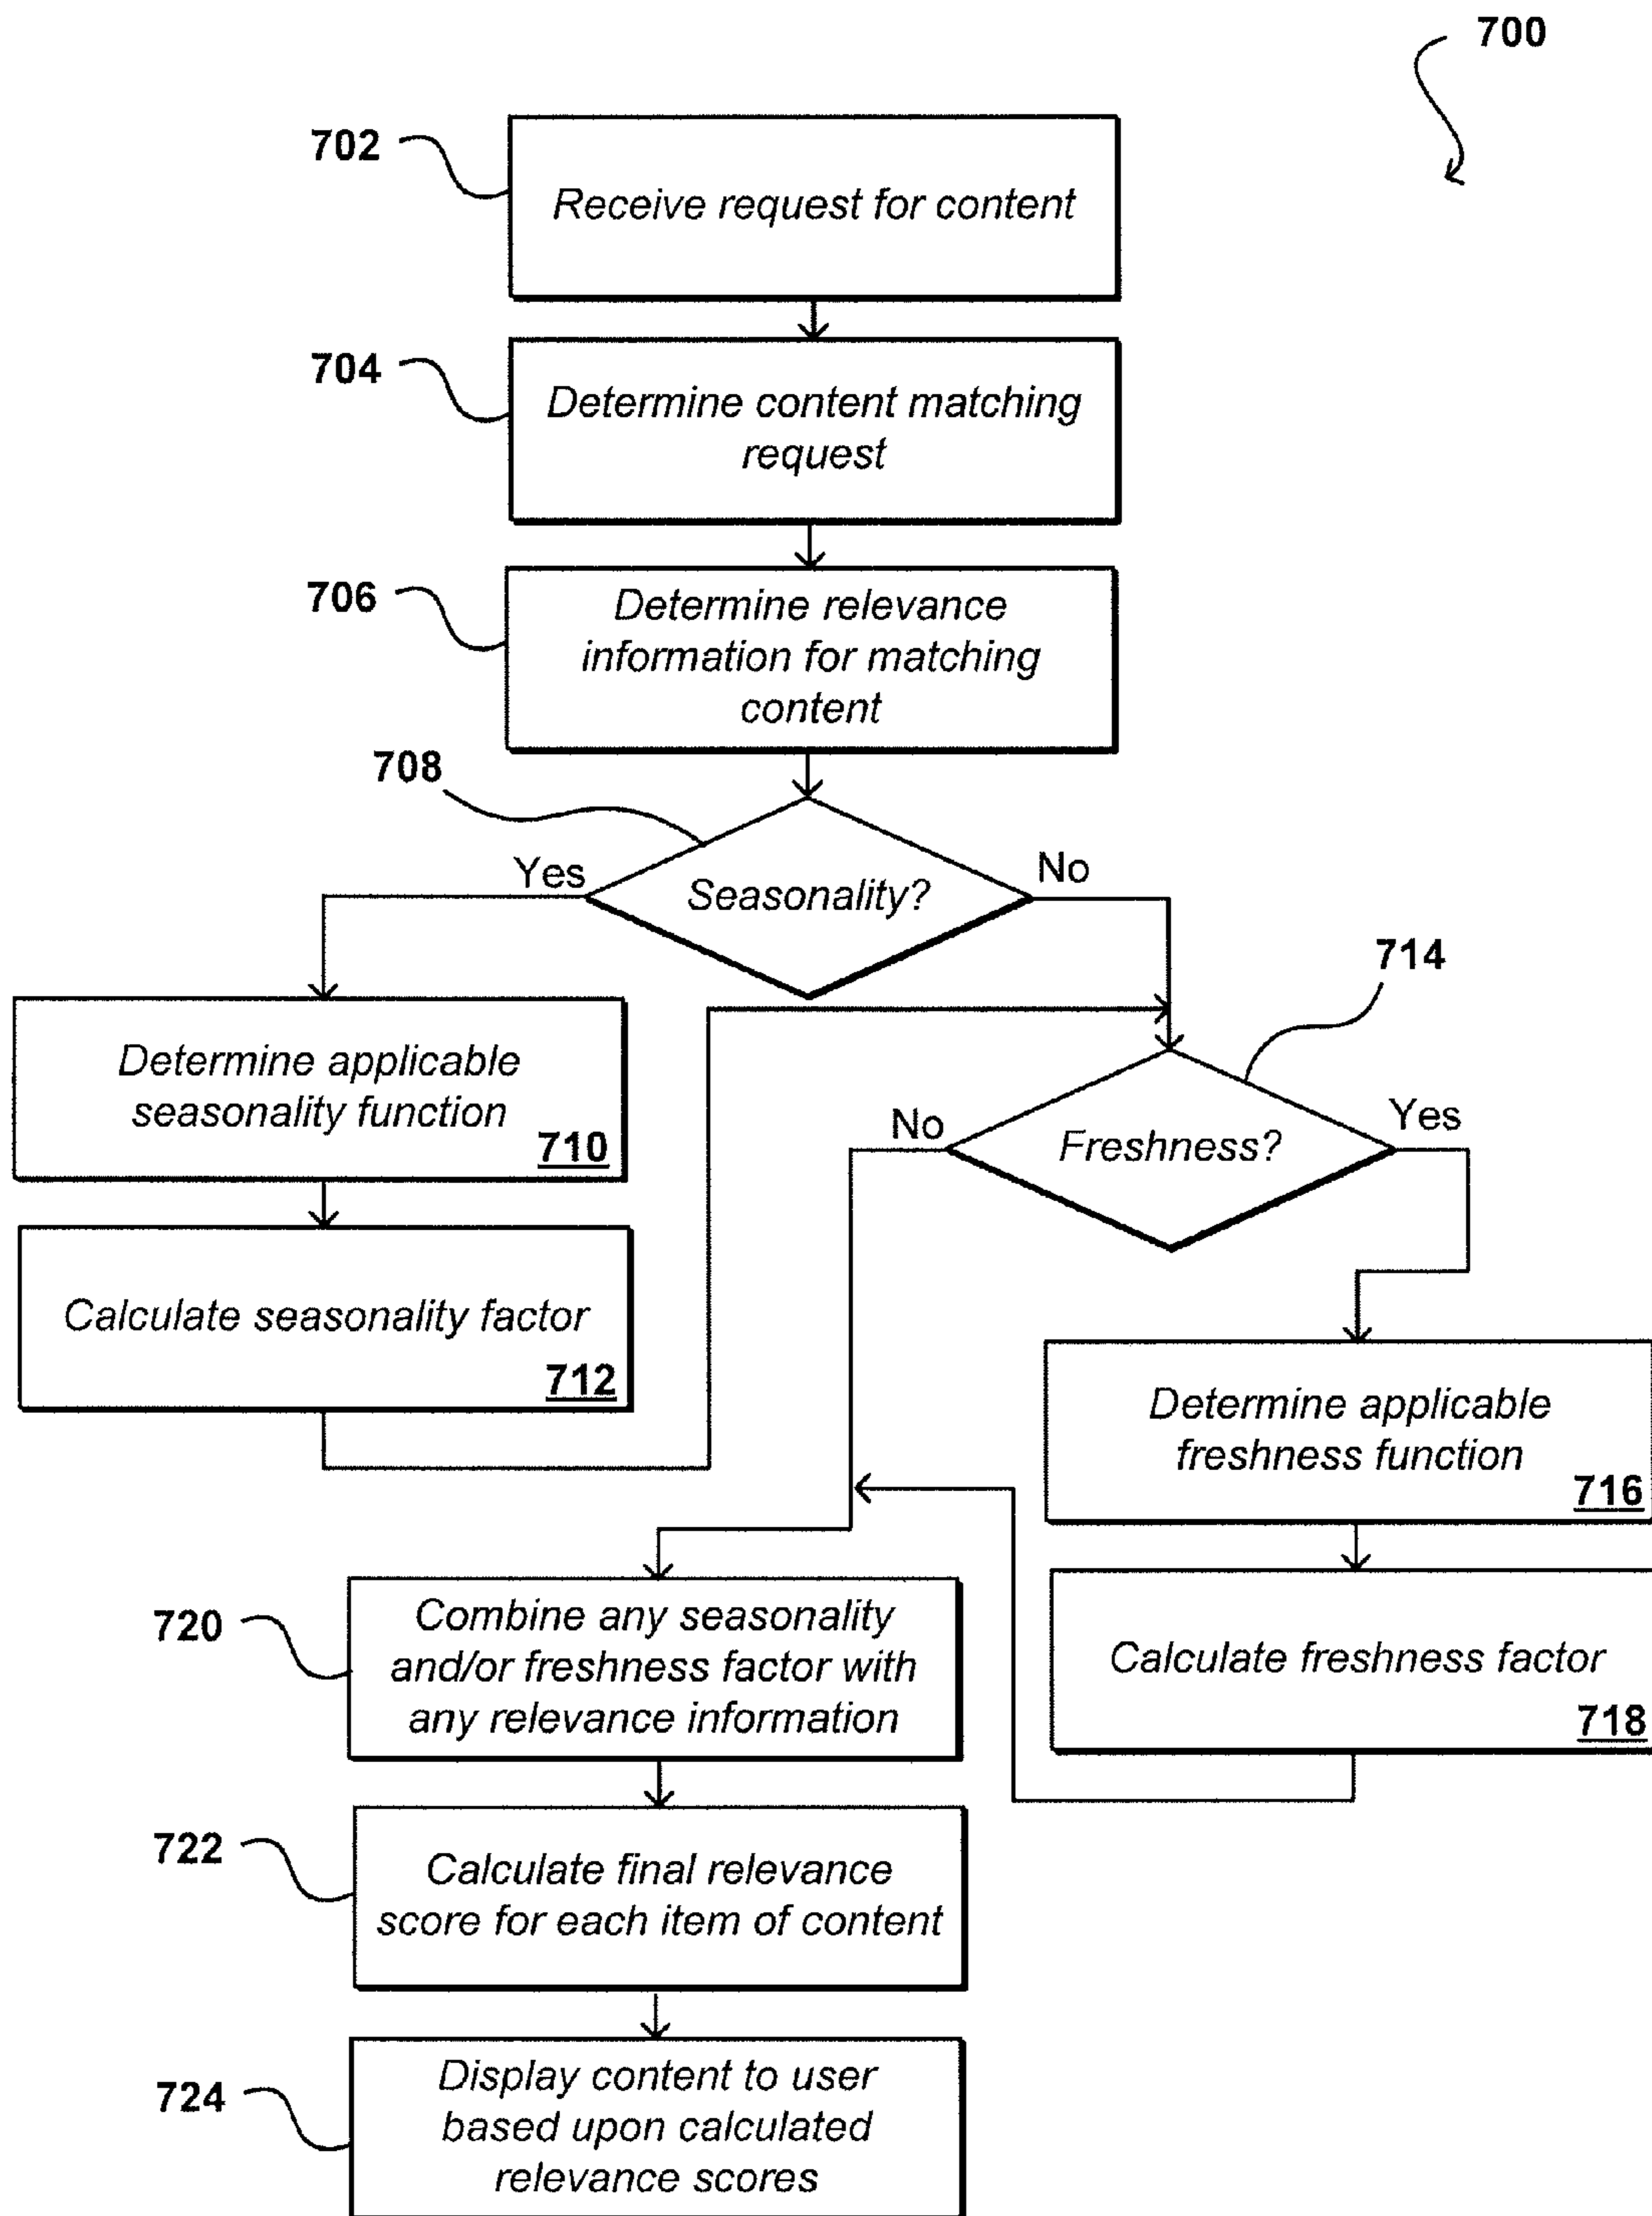 700
702
Receive request for content
704
Determine content matching
request
706
Determine relevance
information for matching
content
708
Yes
Seasonality?
No
714
Determine applicable
seasonality function
710
No
Freshness?
Yes
Calculate seasonality factor
712
Determine applicable
freshness function
716
720
Combine any seasonality
and/or freshness factor with
any relevance information
Calculate freshness factor
718
722
Calculate final relevance
score for each item of content
724
Display content to user
based upon calculated
relevance scores